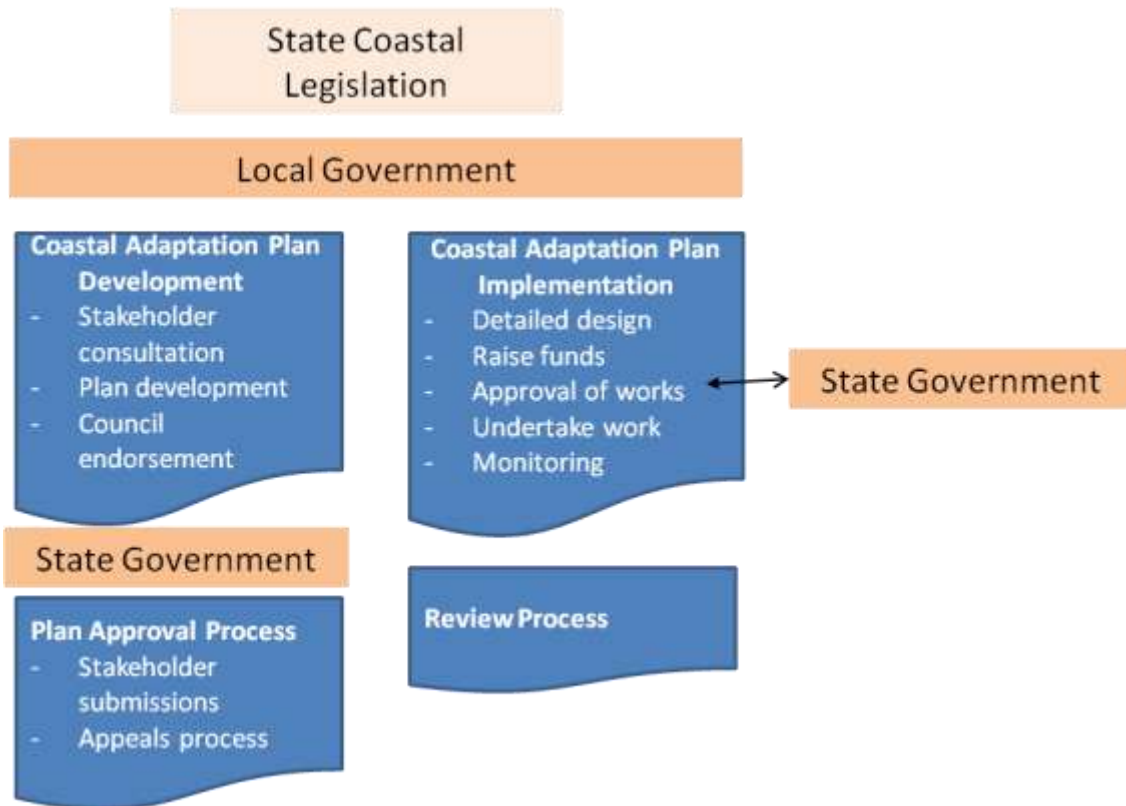 State Coastal
Legislation
Local Government
Coastal Adaptation Plan
Development
- Stakeholder
consultation
- Plan development
- Council
endorsement
Coastal Adaptation Plan
Implementation
- Detailed design
- Raise funds
- Approval of works
- Undertake work
- Monitoring
State Government
State Government
Plan Approval Process
- Stakeholder
submissions
- Appeals process
Review Process